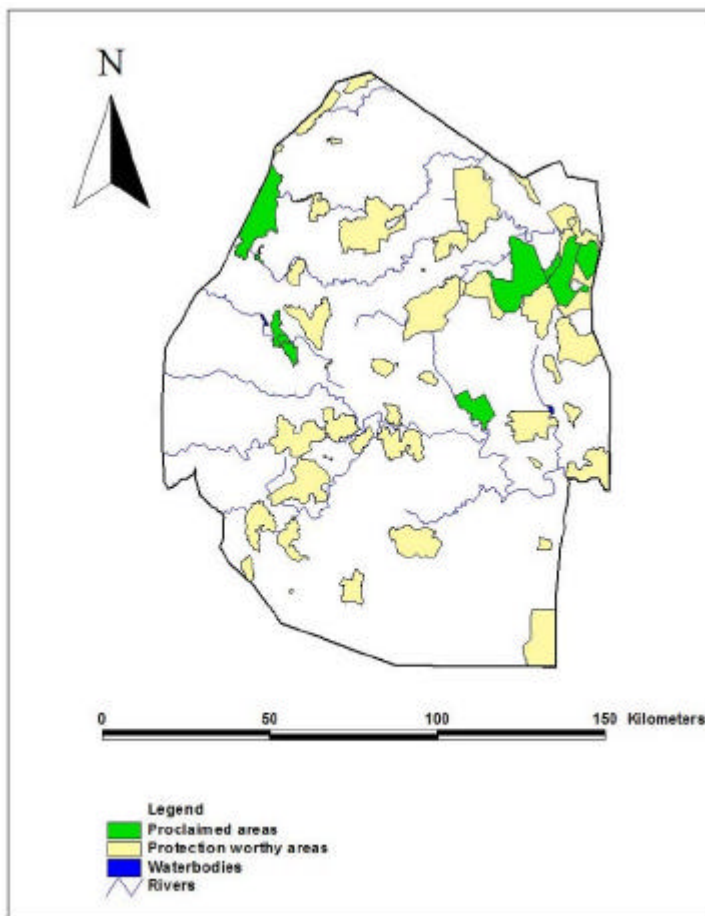 N
0 50 100 150 Kilometers
Legend
Proclaimed areas
Protection worthy areas
Waterbodies
Rivers